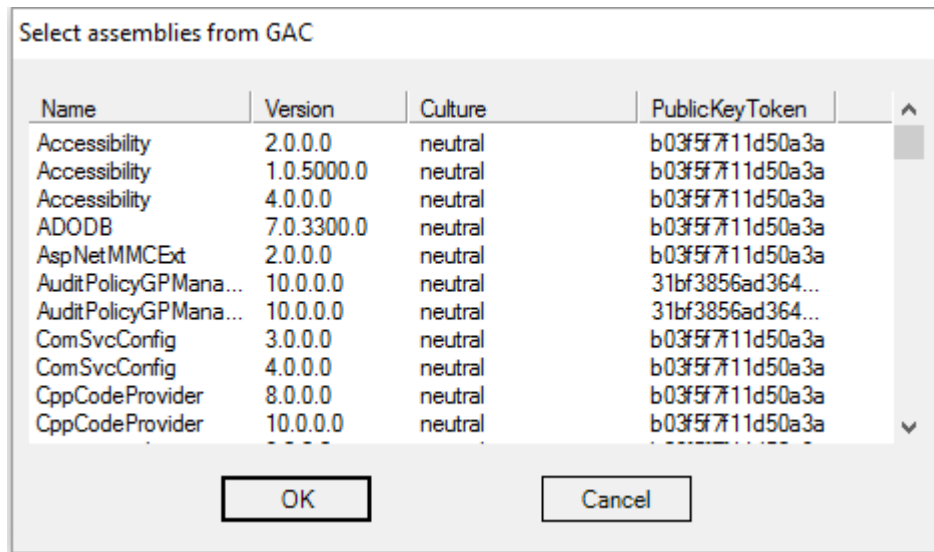 Select assemblies from GAC
Name Version Culture PublicKeyToken
Accessibility 2.0.0.0 neutral b03f5f7f11d50a3a
Accessibility 1.0.5000.0 neutral b03f5f7f11d50a3a
Accessibility 4.0.0.0 neutral b03f5f7f11d50a3a
ADODB 7.0.3300.0 neutral b03f5f7f11d50a3a
AspNetMMCExt 2.0.0.0 neutral b03f5f7f11d50a3a
AuditPolicyGPMana... 10.0.0.0 neutral 31bf3856ad364...
AuditPolicyGPMana... 10.0.0.0 neutral 31bf3856ad364...
ComSvcConfig 3.0.0.0 neutral b03f5f7f11d50a3a
ComSvcConfig 4.0.0.0 neutral b03f5f7f11d50a3a
CppCodeProvider 8.0.0.0 neutral b03f5f7f11d50a3a
CppCodeProvider 10.0.0.0 neutral b03f5f7f11d50a3a
OK Cancel